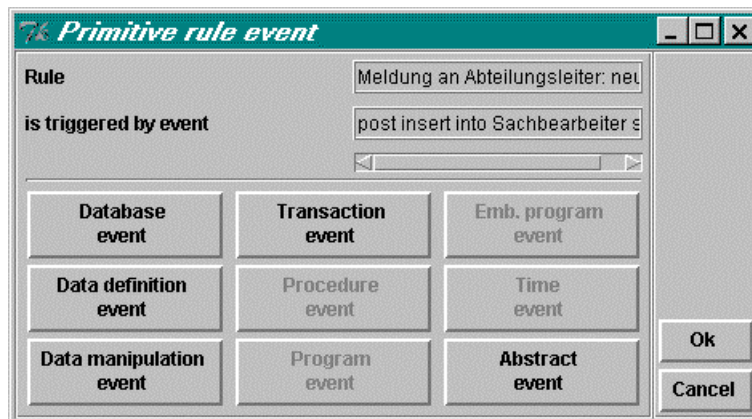 Primitive rule event
Rule
Meldung an Abteilungsleiter: neu
is triggered by event
post insert into Sachbearbeiter s
Database event
Transaction event
Emb. program event
Data definition event
Procedure event
Time event
Data manipulation event
Program event
Abstract event
Ok
Cancel